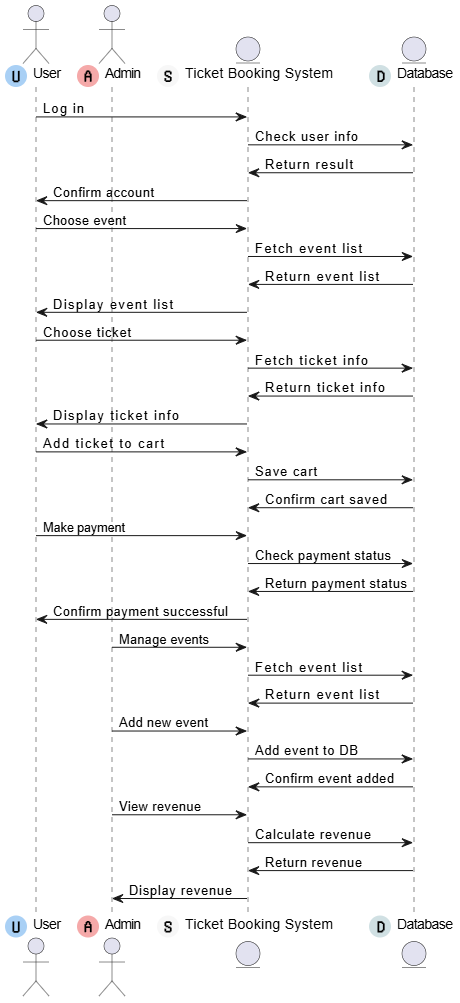 U User A Admin S Ticket Booking System D Database
Log in
Check user info
Return result
Confirm account
Choose event
Fetch event list
Return event list
Display event list
Choose ticket
Fetch ticket info
Return ticket info
Display ticket info
Add ticket to cart
Save cart
Confirm cart saved
Make payment
Check payment status
Return payment status
Confirm payment successful
Manage events
Fetch event list
Return event list
Add new event
Add event to DB
Confirm event added
View revenue
Calculate revenue
Return revenue
Display revenue
U User A Admin S Ticket Booking System D Database